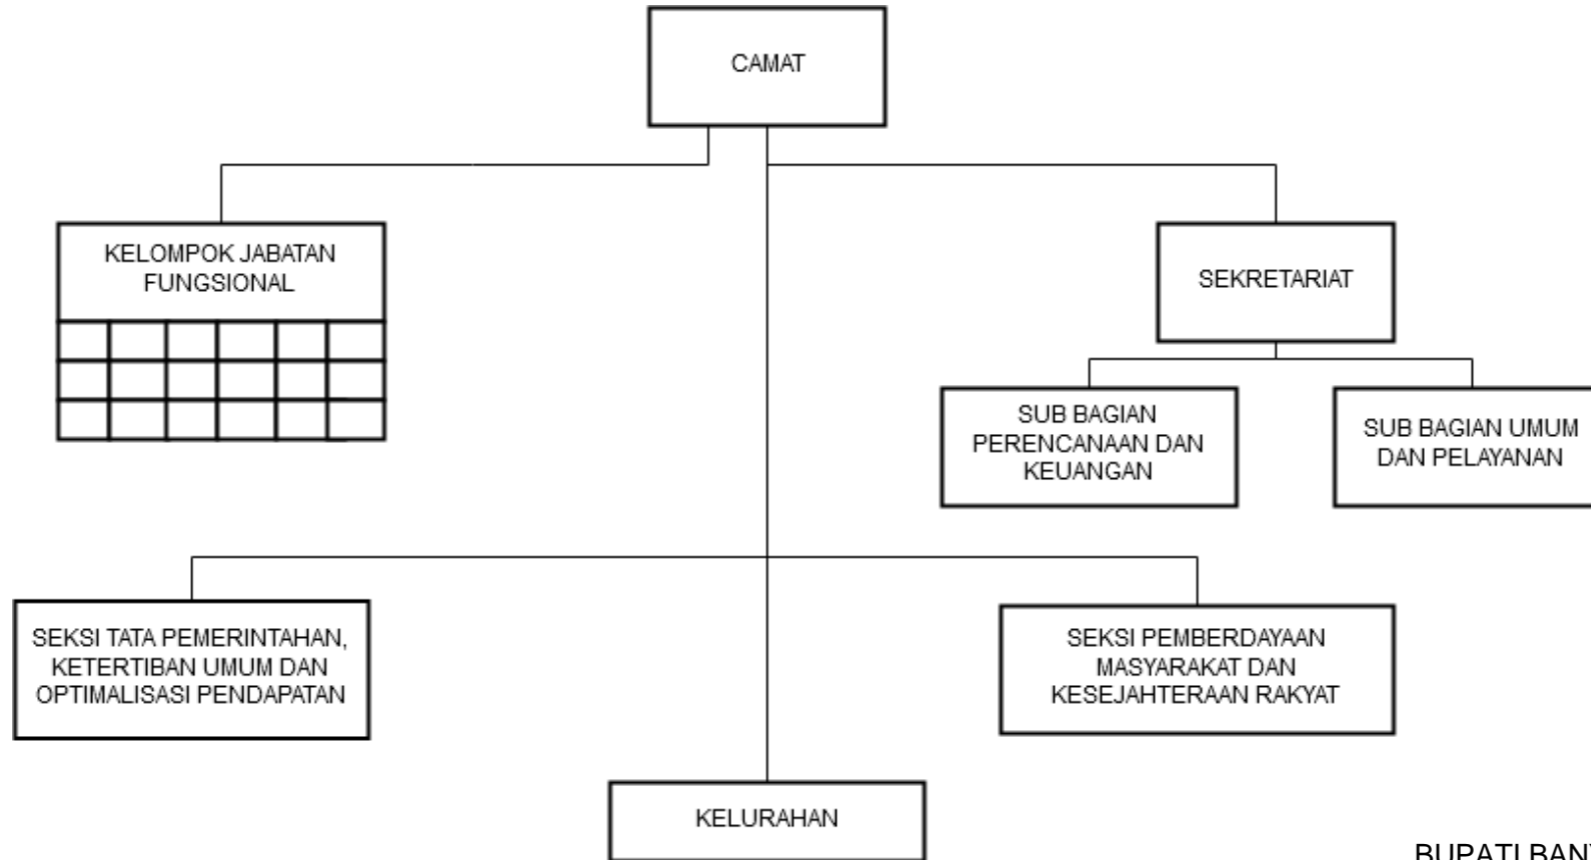 CAMAT
KELOMPOK JABATAN
FUNGSIONAL
SEKRETARIAT
SUB BAGIAN
PERENCANAAN DAN
KEUANGAN
SUB BAGIAN UMUM
DAN PELAYANAN
SEKSI TATA PEMERINTAHAN,
KETERTIBAN UMUM DAN
OPTIMALISASI PENDAPATAN
SEKSI PEMBERDAYAAN
MASYARAKAT DAN
KESEJAHTERAAN RAKYAT
KELURAHAN
BUPATI